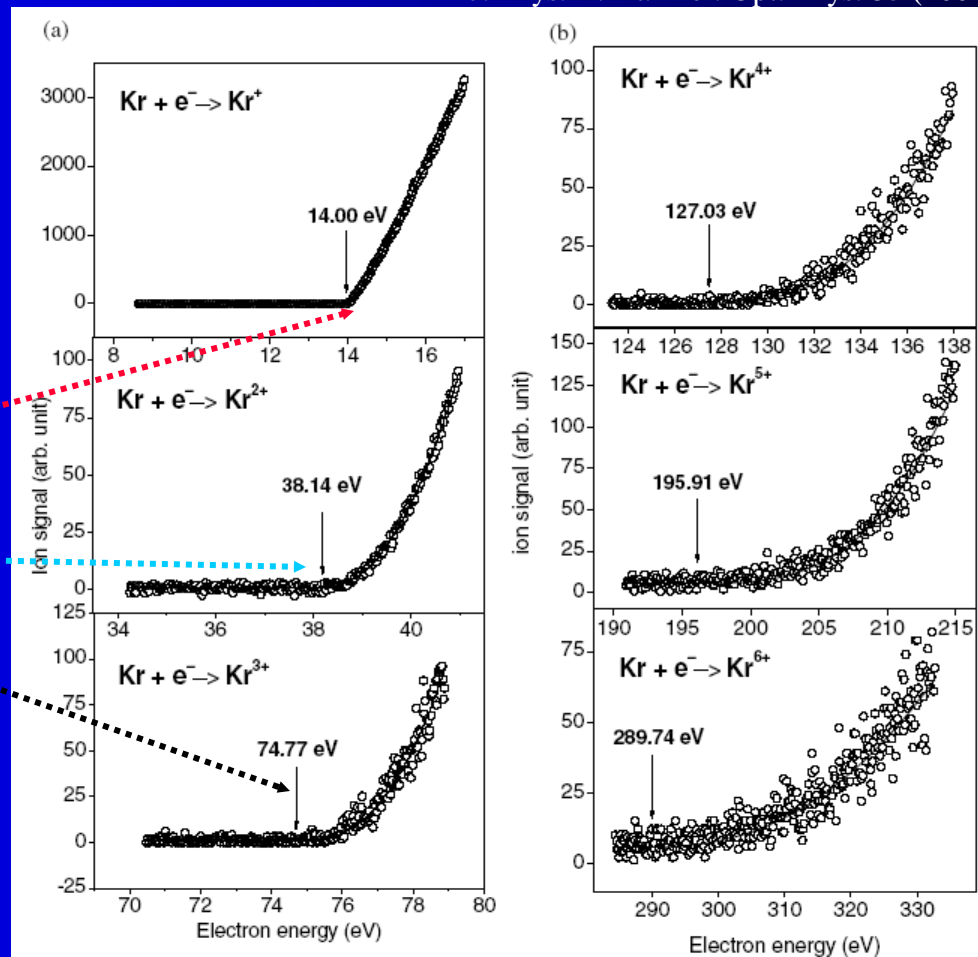 (a)
Kr + e⁻–> Kr⁺
3000
2000
1000
0
14.00 eV
8 10 12 14 16
Kr + e⁻–> Kr²⁺
100
75
50
25
0
38.14 eV
34 36 38 40
Ion signal (arb. unit)
Kr + e⁻–> Kr³⁺
125
100
75
50
25
0
-25
74.77 eV
70 72 74 76 78 80
Electron energy (eV)
(b)
Kr + e⁻–> Kr⁴⁺
100
75
50
25
0
127.03 eV
124 126 128 130 132 134 136 138
Kr + e⁻–> Kr⁵⁺
150
125
100
75
50
25
0
195.91 eV
190 195 200 205 210 215
ion signal (arb. unit)
Kr + e⁻–> Kr⁶⁺
75
50
25
0
289.74 eV
290 300 310 320 330
Electron energy (eV)